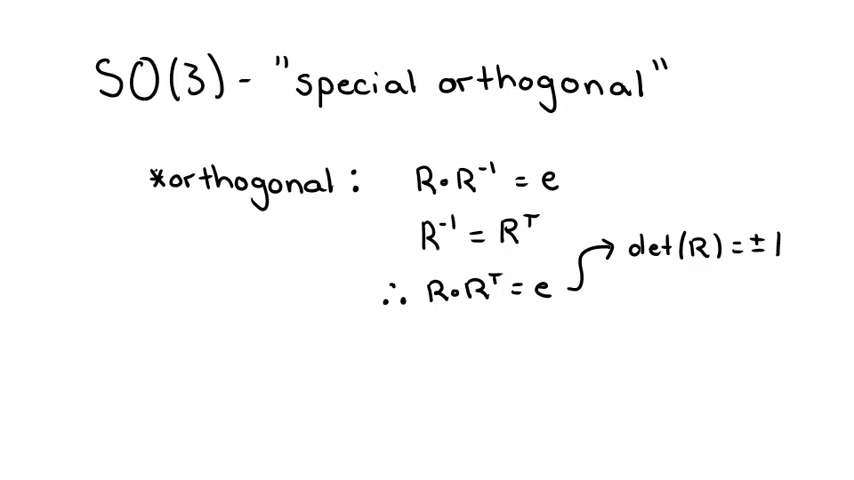 SO(3) - "special orthogonal"
*orthogonal: R•R⁻¹ = e
R⁻¹ = Rᵀ
∴ R•Rᵀ = e → det(R) = ±1